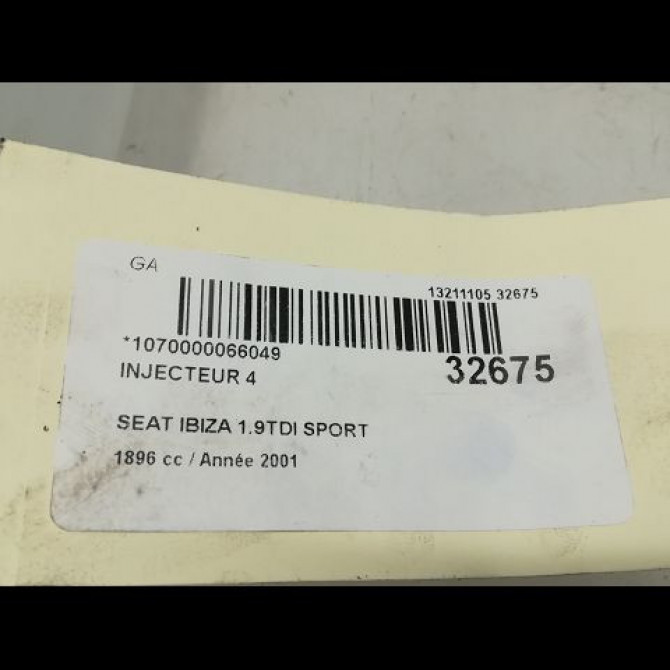 GA
13211105 32675
*1070000066049
32675
INJECTEUR 4
SEAT IBIZA 1.9TDI SPORT
1896 cc / Année 2001